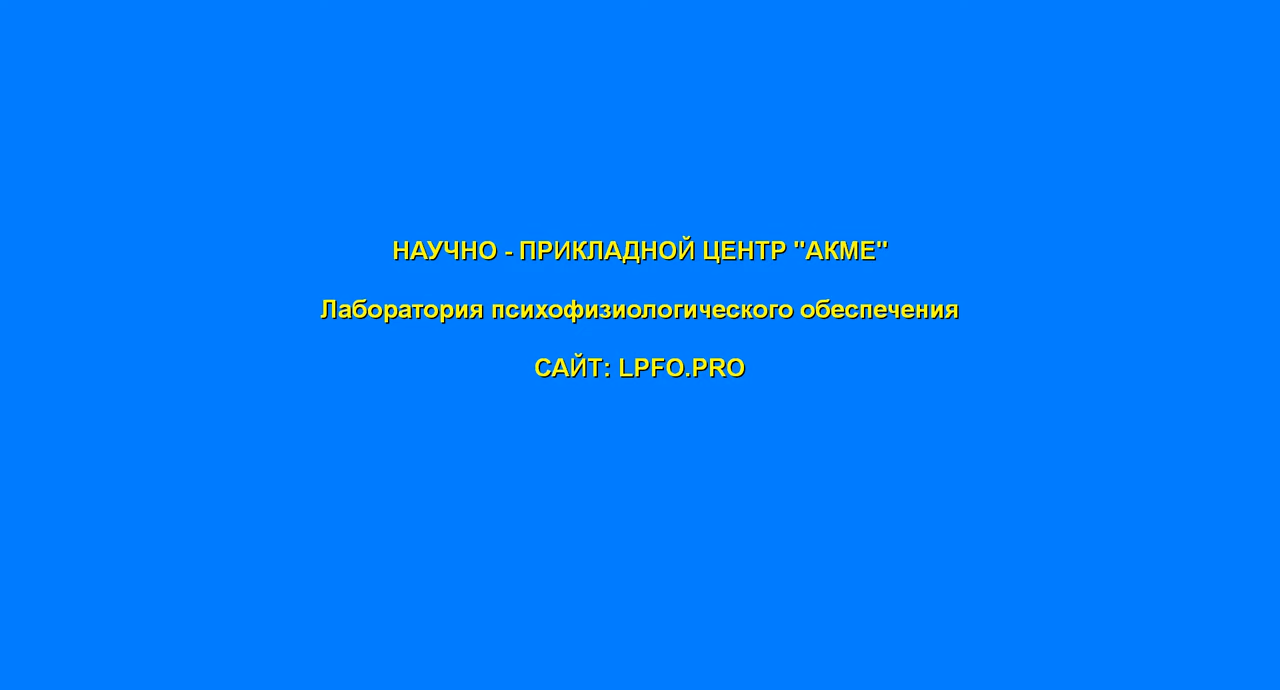 НАУЧНО - ПРИКЛАДНОЙ ЦЕНТР "АКМЕ"
Лаборатория психофизиологического обеспечения
САЙТ: LPFO.PRO